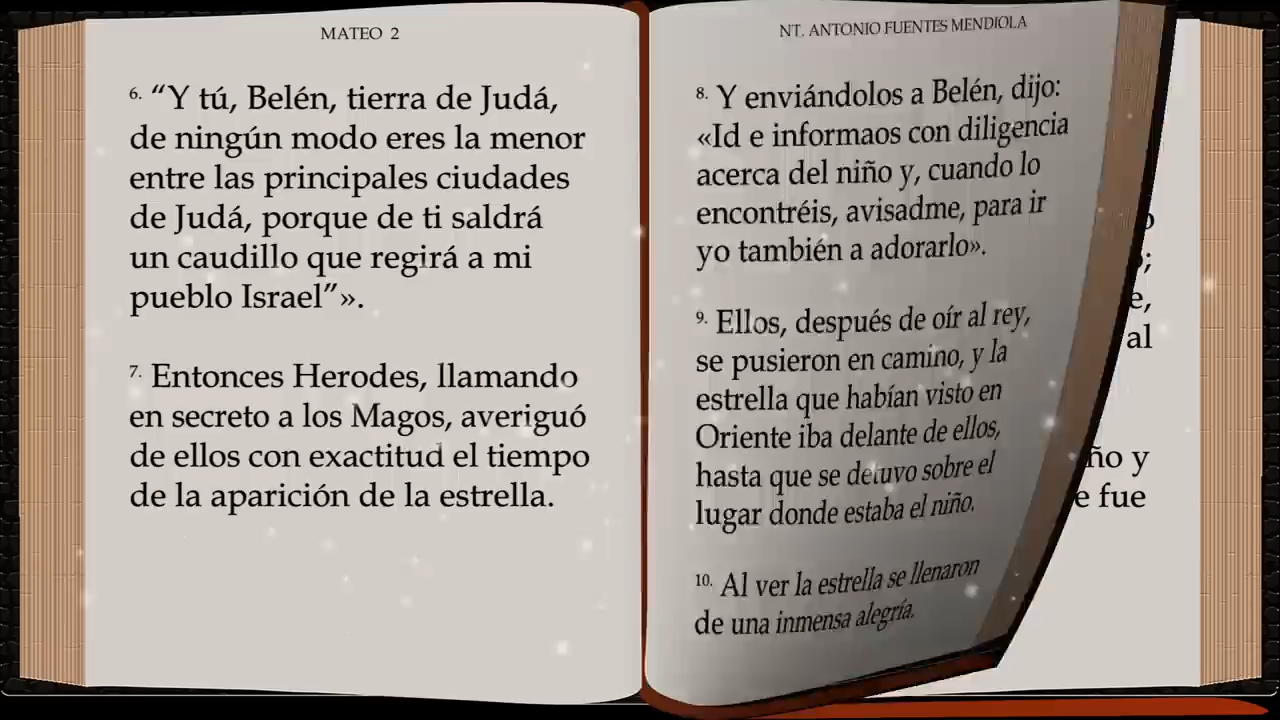 MATEO 2
6. “Y tú, Belén, tierra de Judá,
de ningún modo eres la menor
entre las principales ciudades
de Judá, porque de ti saldrá
un caudillo que regirá a mi
pueblo Israel”».
7. Entonces Herodes, llamando
en secreto a los Magos, averiguó
de ellos con exactitud el tiempo
de la aparición de la estrella.
NT. ANTONIO FUENTES MENDIOLA
8. Y enviándolos a Belén, dijo:
«Id e informaos con diligencia
acerca del niño y, cuando lo
encontréis, avisadme, para ir
yo también a adorarlo».
9. Ellos, después de oír al rey,
se pusieron en camino, y la
estrella que habían visto en
Oriente iba delante de ellos,
hasta que se detuvo sobre el
lugar donde estaba el niño.
10. Al ver la estrella se llenaron
de una inmensa alegría.
al
y
fue